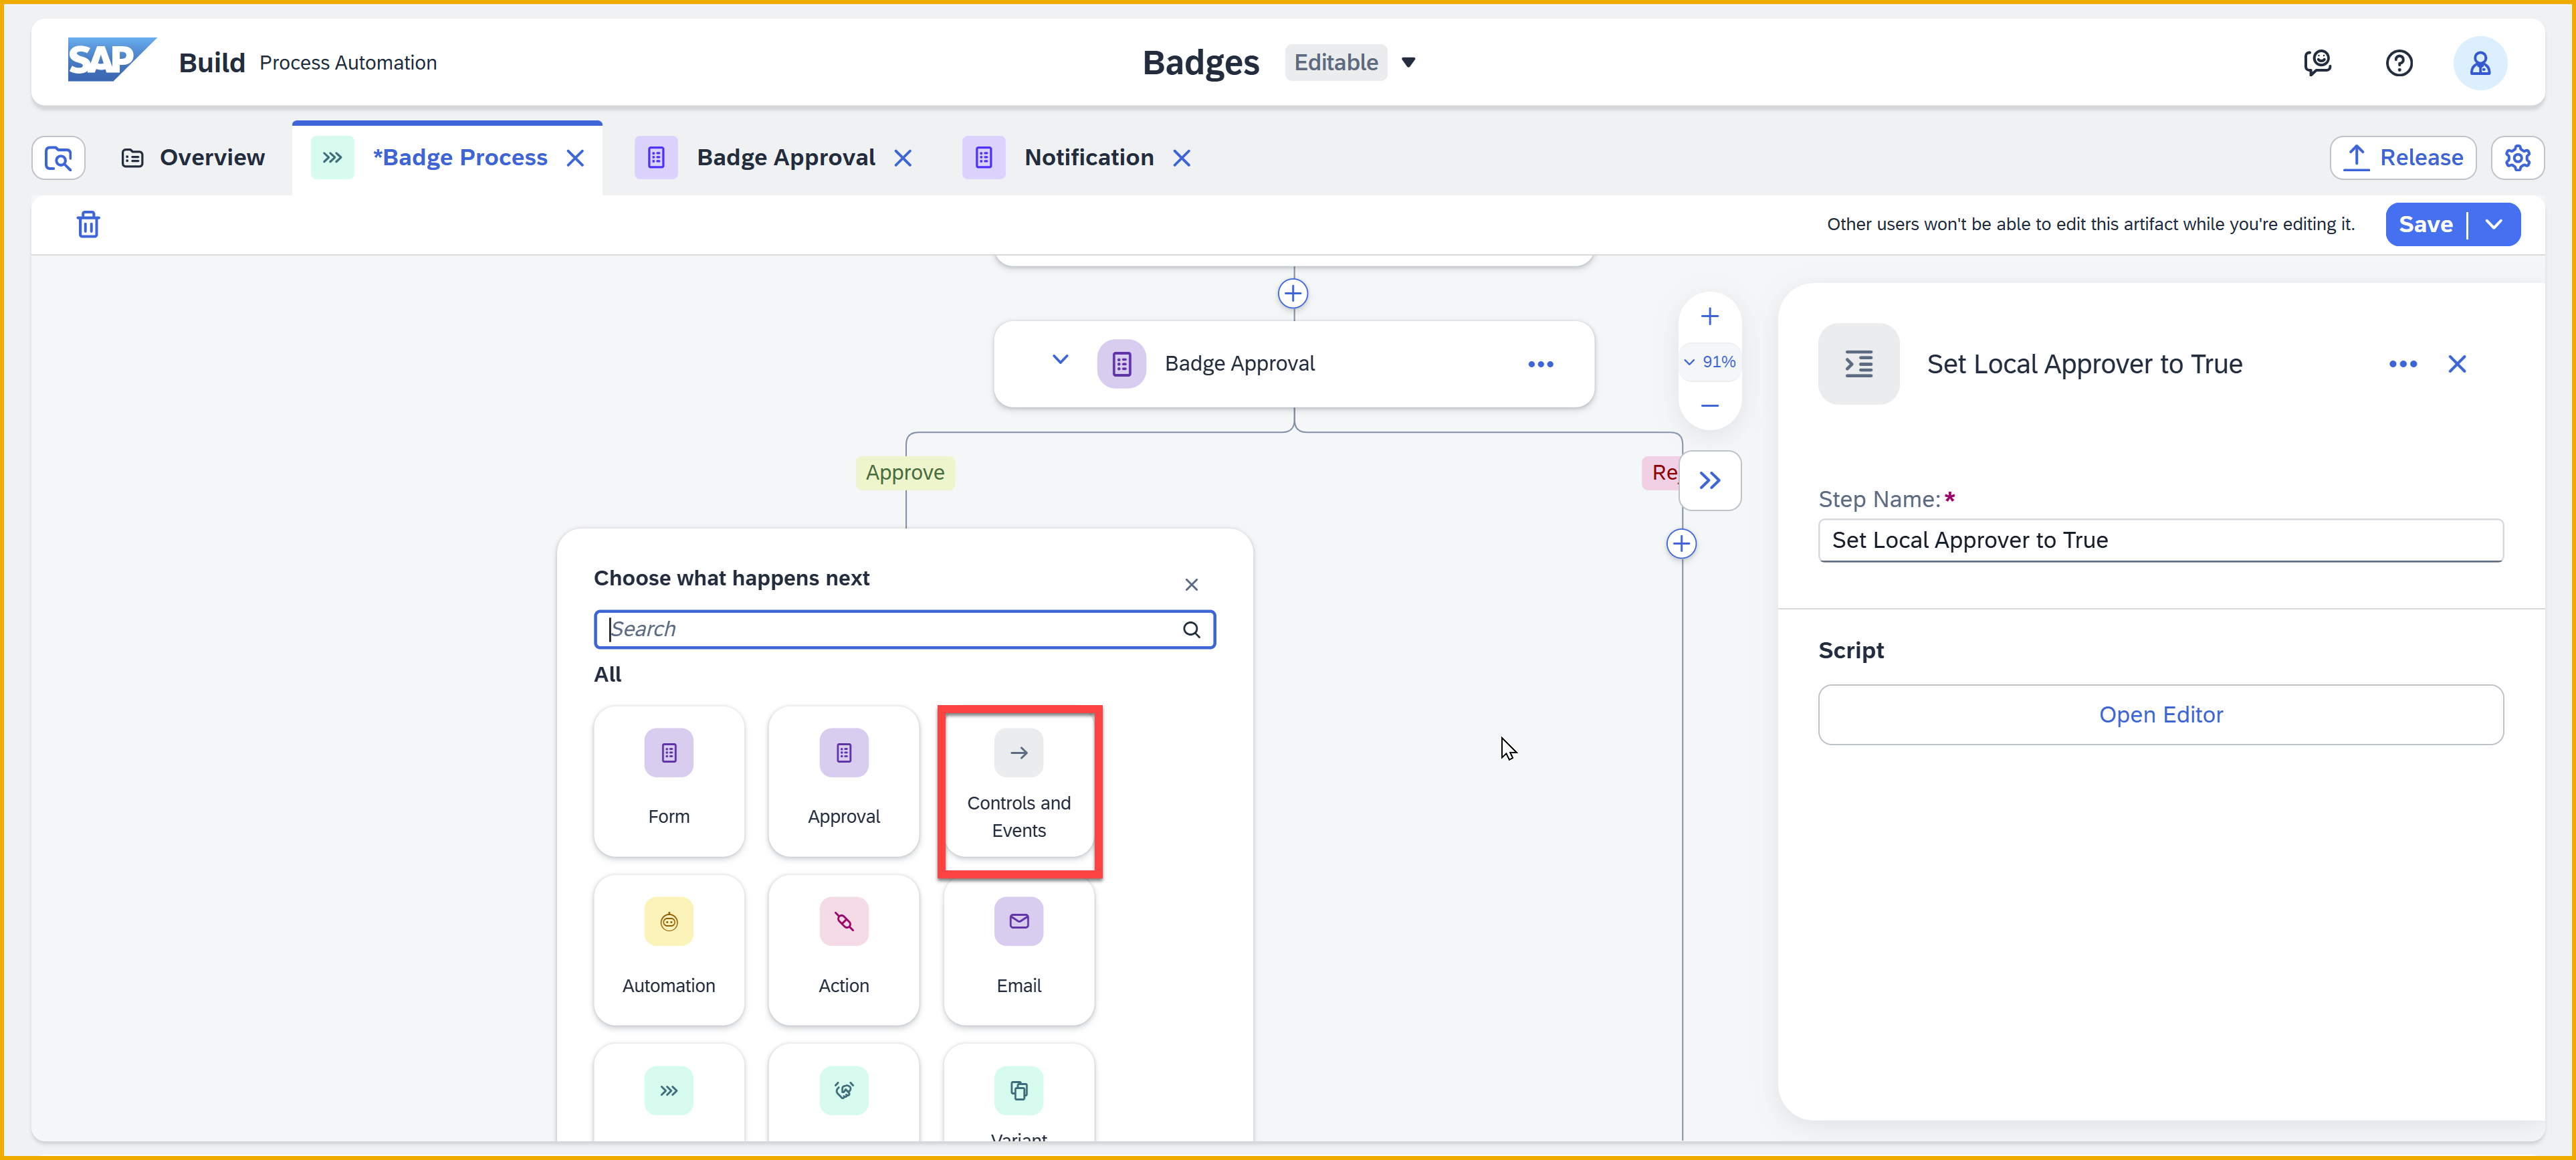 SAP Build Process Automation
Badges Editable
Overview
*Badge Process
Badge Approval
Notification
Release
Other users won't be able to edit this artifact while you're editing it.
Save
Badge Approval
91%
Approve
Set Local Approver to True
Step Name:*
Set Local Approver to True
Script
Open Editor
Choose what happens next
Search
All
Form
Approval
Controls and
Events
Automation
Action
Email
Variant